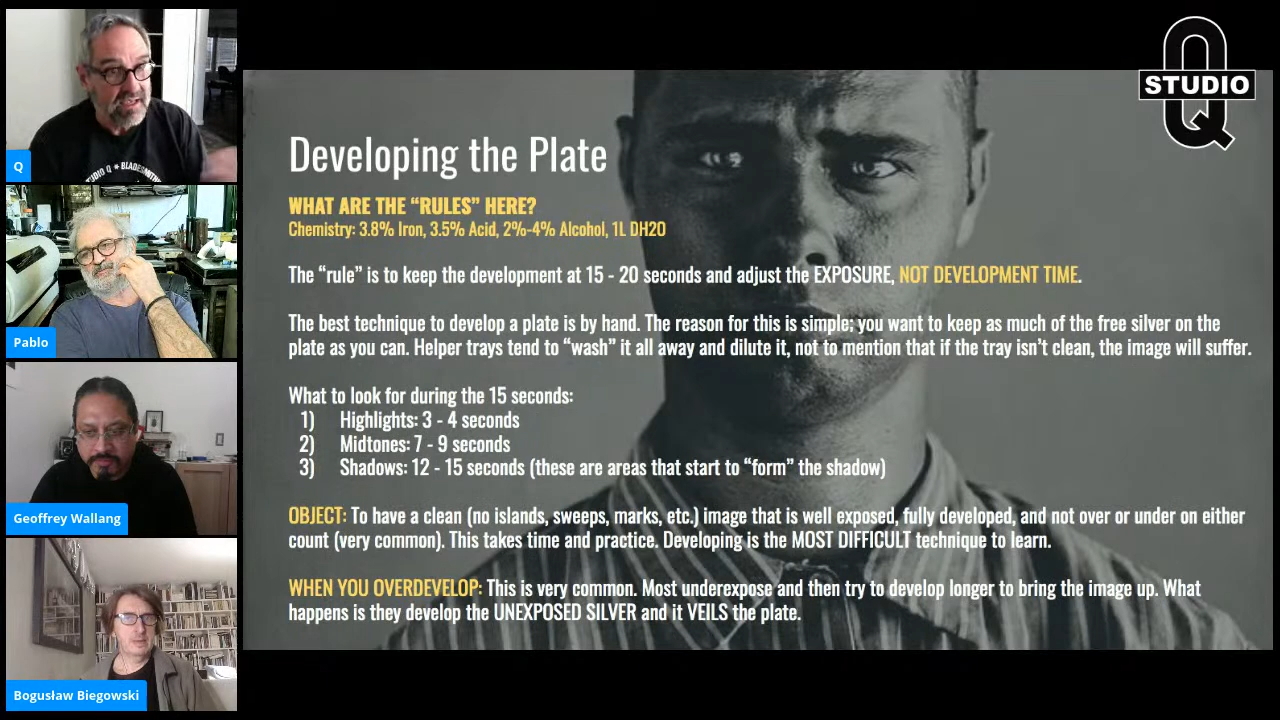 Q
STUDIO Q ★ BLADESMITHING
Pablo
Geoffrey Wallang
Bogusław Biegowski
STUDIO
Q
Developing the Plate
WHAT ARE THE “RULES” HERE?
Chemistry: 3.8% Iron, 3.5% Acid, 2%-4% Alcohol, 1L DH2O
The “rule” is to keep the development at 15 - 20 seconds and adjust the EXPOSURE, NOT DEVELOPMENT TIME.
The best technique to develop a plate is by hand. The reason for this is simple; you want to keep as much of the free silver on the
plate as you can. Helper trays tend to “wash” it all away and dilute it, not to mention that if the tray isn’t clean, the image will suffer.
What to look for during the 15 seconds:
1) Highlights: 3 - 4 seconds
2) Midtones: 7 - 9 seconds
3) Shadows: 12 - 15 seconds (these are areas that start to “form” the shadow)
OBJECT: To have a clean (no islands, sweeps, marks, etc.) image that is well exposed, fully developed, and not over or under on either
count (very common). This takes time and practice. Developing is the MOST DIFFICULT technique to learn.
WHEN YOU OVERDEVELOP: This is very common. Most underexpose and then try to develop longer to bring the image up. What
happens is they develop the UNEXPOSED SILVER and it VEILS the plate.